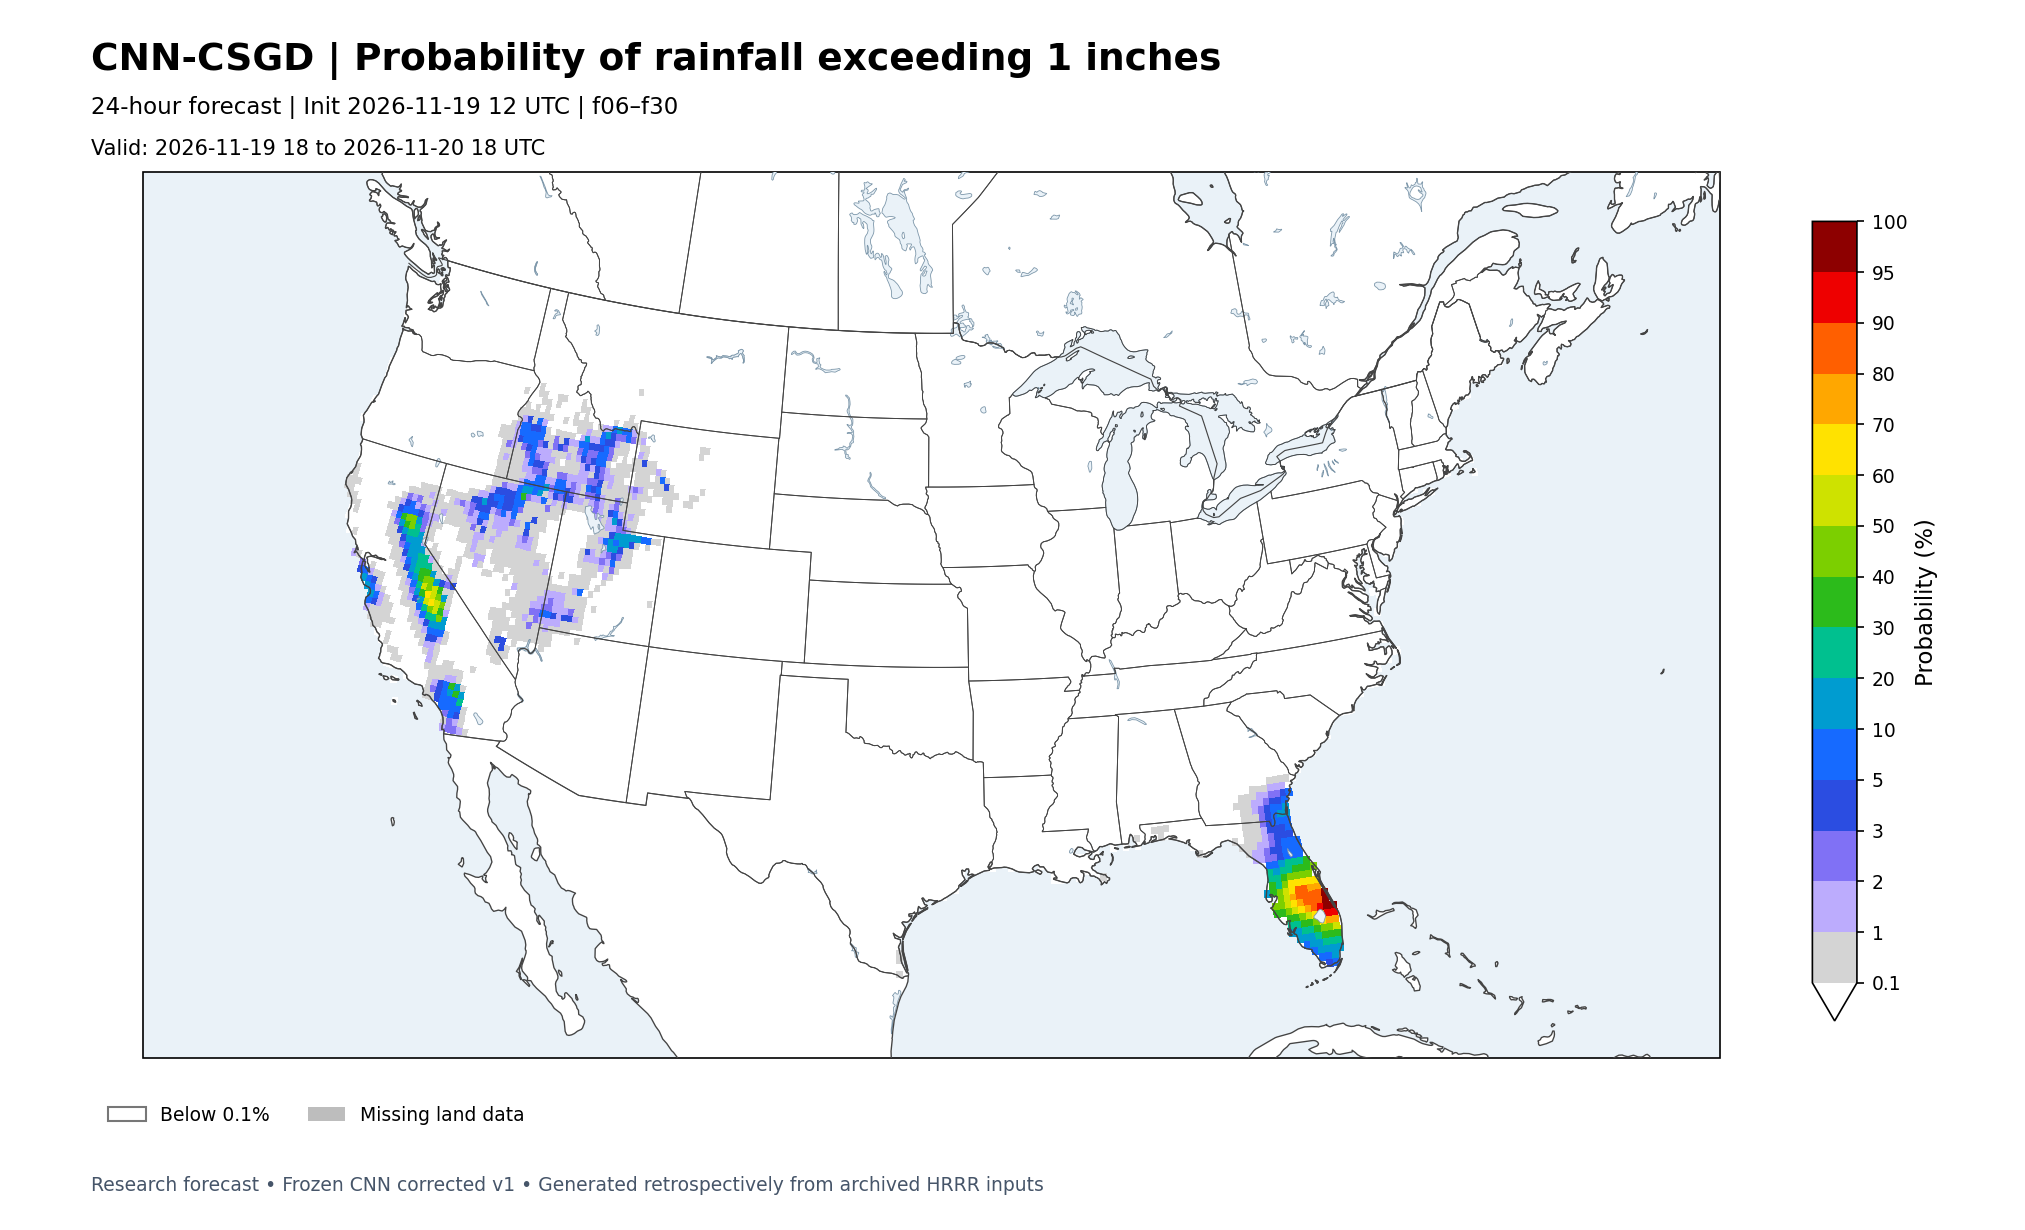 CNN-CSGD | Probability of rainfall exceeding 1 inches
24-hour forecast | Init 2026-11-19 12 UTC | f06–f30
Valid: 2026-11-19 18 to 2026-11-20 18 UTC
100
95
90
80
70
60
50
40
30
20
10
5
3
2
1
0.1
Probability (%)
Below 0.1%
Missing land data
Research forecast • Frozen CNN corrected v1 • Generated retrospectively from archived HRRR inputs